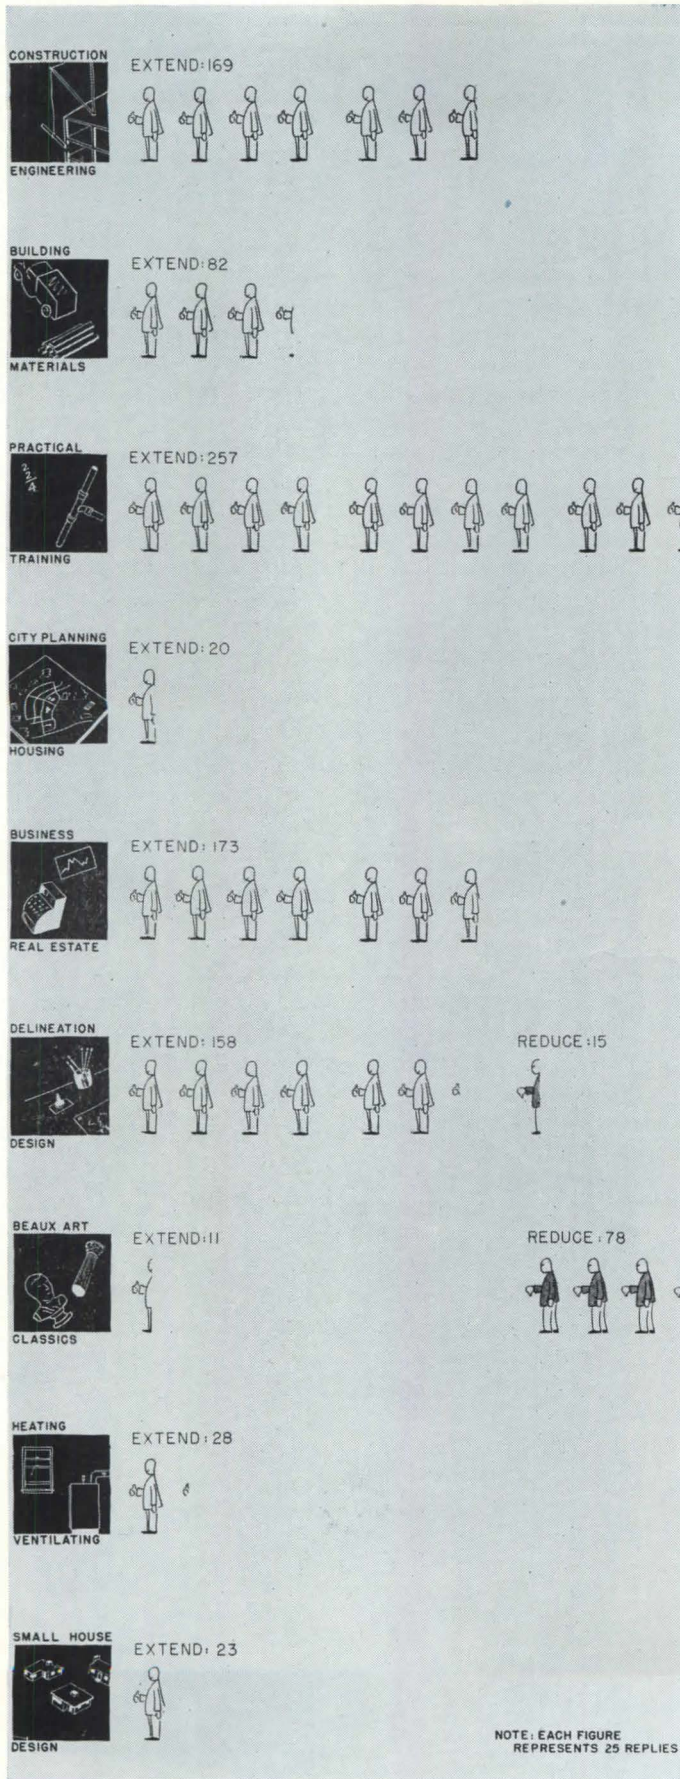 CONSTRUCTION
EXTEND:169
ENGINEERING
BUILDING
EXTEND:82
MATERIALS
PRACTICAL
EXTEND:257
TRAINING
CITY PLANNING
EXTEND:20
HOUSING
BUSINESS
EXTEND:173
REAL ESTATE
DELINEATION
EXTEND:158
REDUCE:15
DESIGN
BEAUX ART
EXTEND:11
REDUCE:78
CLASSICS
HEATING
EXTEND:28
VENTILATING
SMALL HOUSE
EXTEND:23
DESIGN
NOTE: EACH FIGURE
REPRESENTS 25 REPLIES